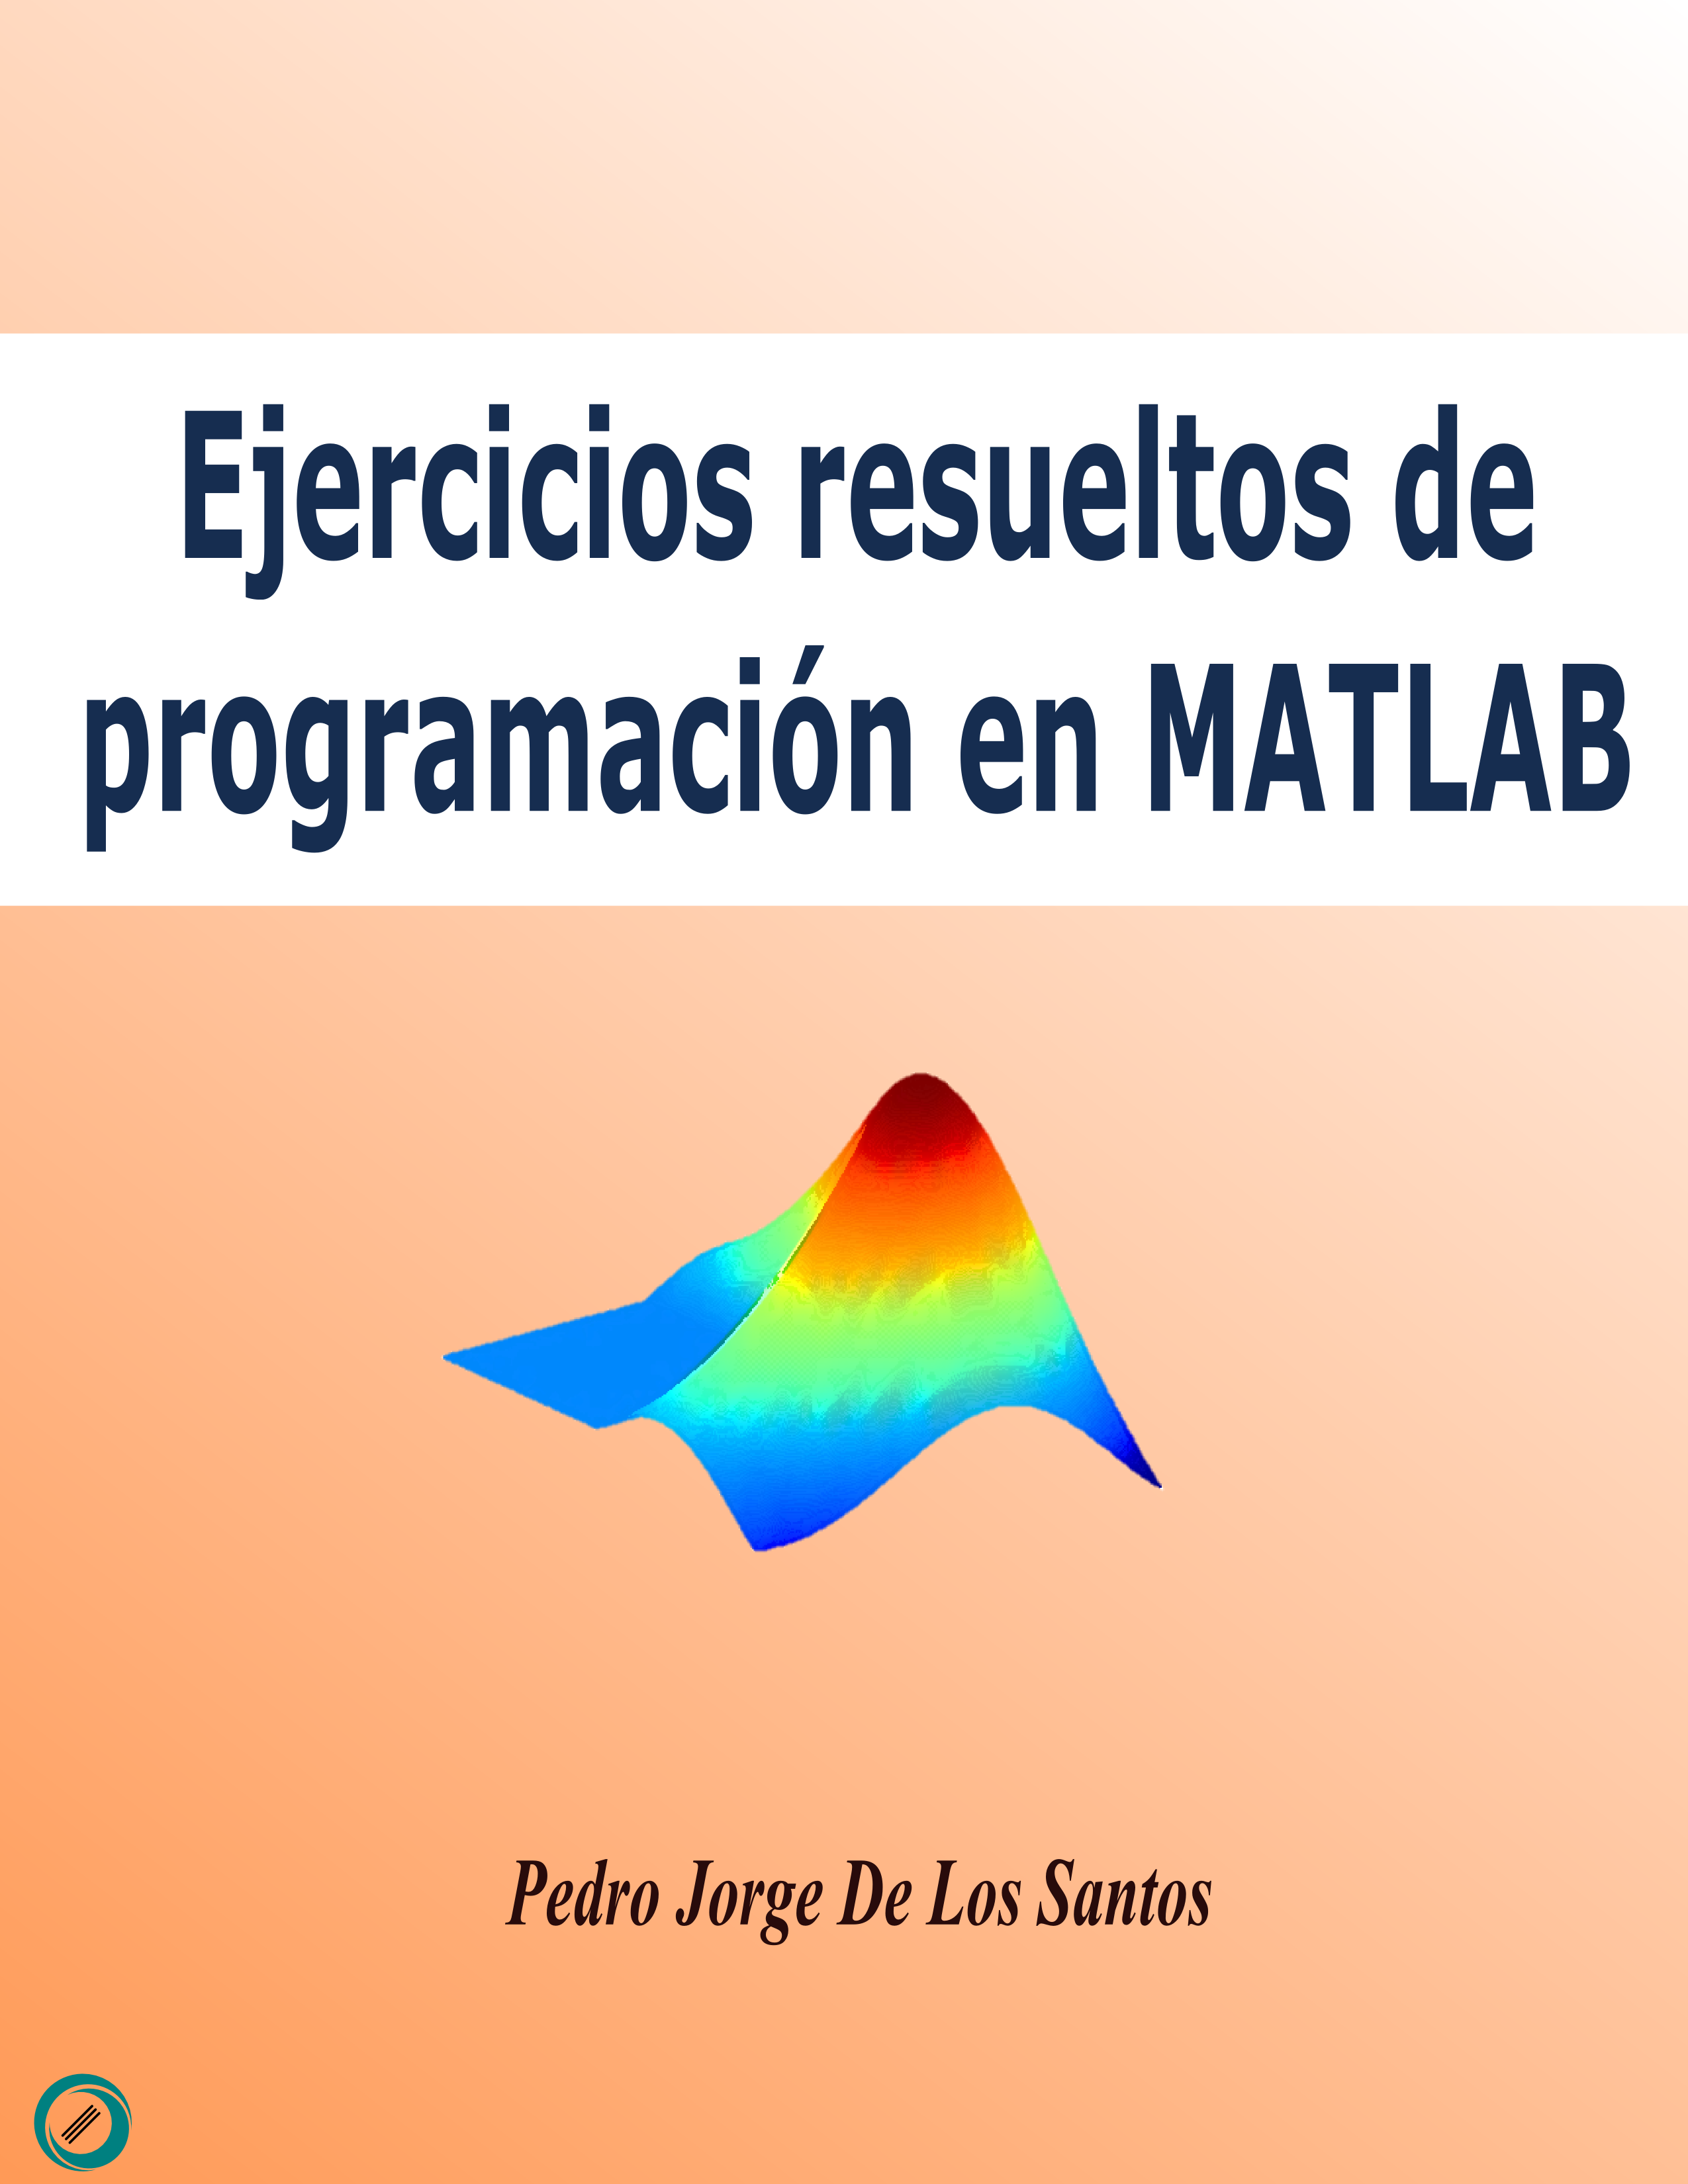 Ejercicios resueltos de
programación en MATLAB
Pedro Jorge De Los Santos